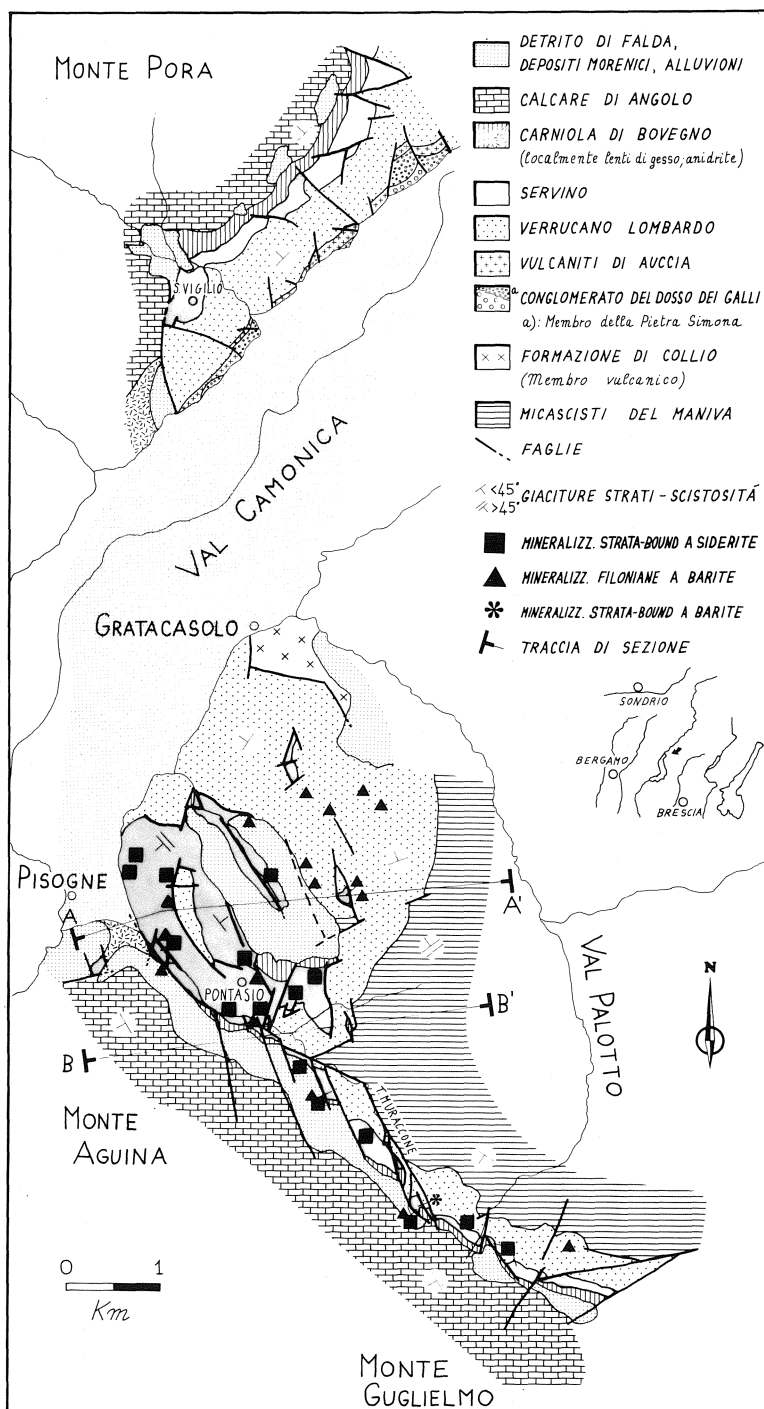 MONTE PORA
DETRITO DI FALDA,
DEPOSITI MORENICI, ALLUVIONI
CALCARE DI ANGOLO
CARNIOLA DI BOVEGNO
(localmente lenti di gesso; anidrite)
SERVINO
VERRUCANO LOMBARDO
VULCANITI DI AUCCIA
a CONGLOMERATO DEL DOSSO DEI GALLI
a): Membro della Pietra Simona
FORMAZIONE DI COLLIO
(Membro vulcanico)
MICASCISTI DEL MANIVA
FAGLIE
<45°
>45°
GIACITURE STRATI-SCISTOSITÁ
MINERALIZZ. STRATA-BOUND A SIDERITE
MINERALIZZ. FILONIANE A BARITE
MINERALIZZ. STRATA-BOUND A BARITE
TRACCIA DI SEZIONE
S. VIGILIO
VAL CAMONICA
GRATACASOLO
SONDRIO
BERGAMO
BRESCIA
PISOGNE
A
A'
PONTASIO
B'
B
VAL PALOTTO
N
MONTE
AGUINA
T. MURACCONE
0 1
Km
MONTE
GUGLIELMO